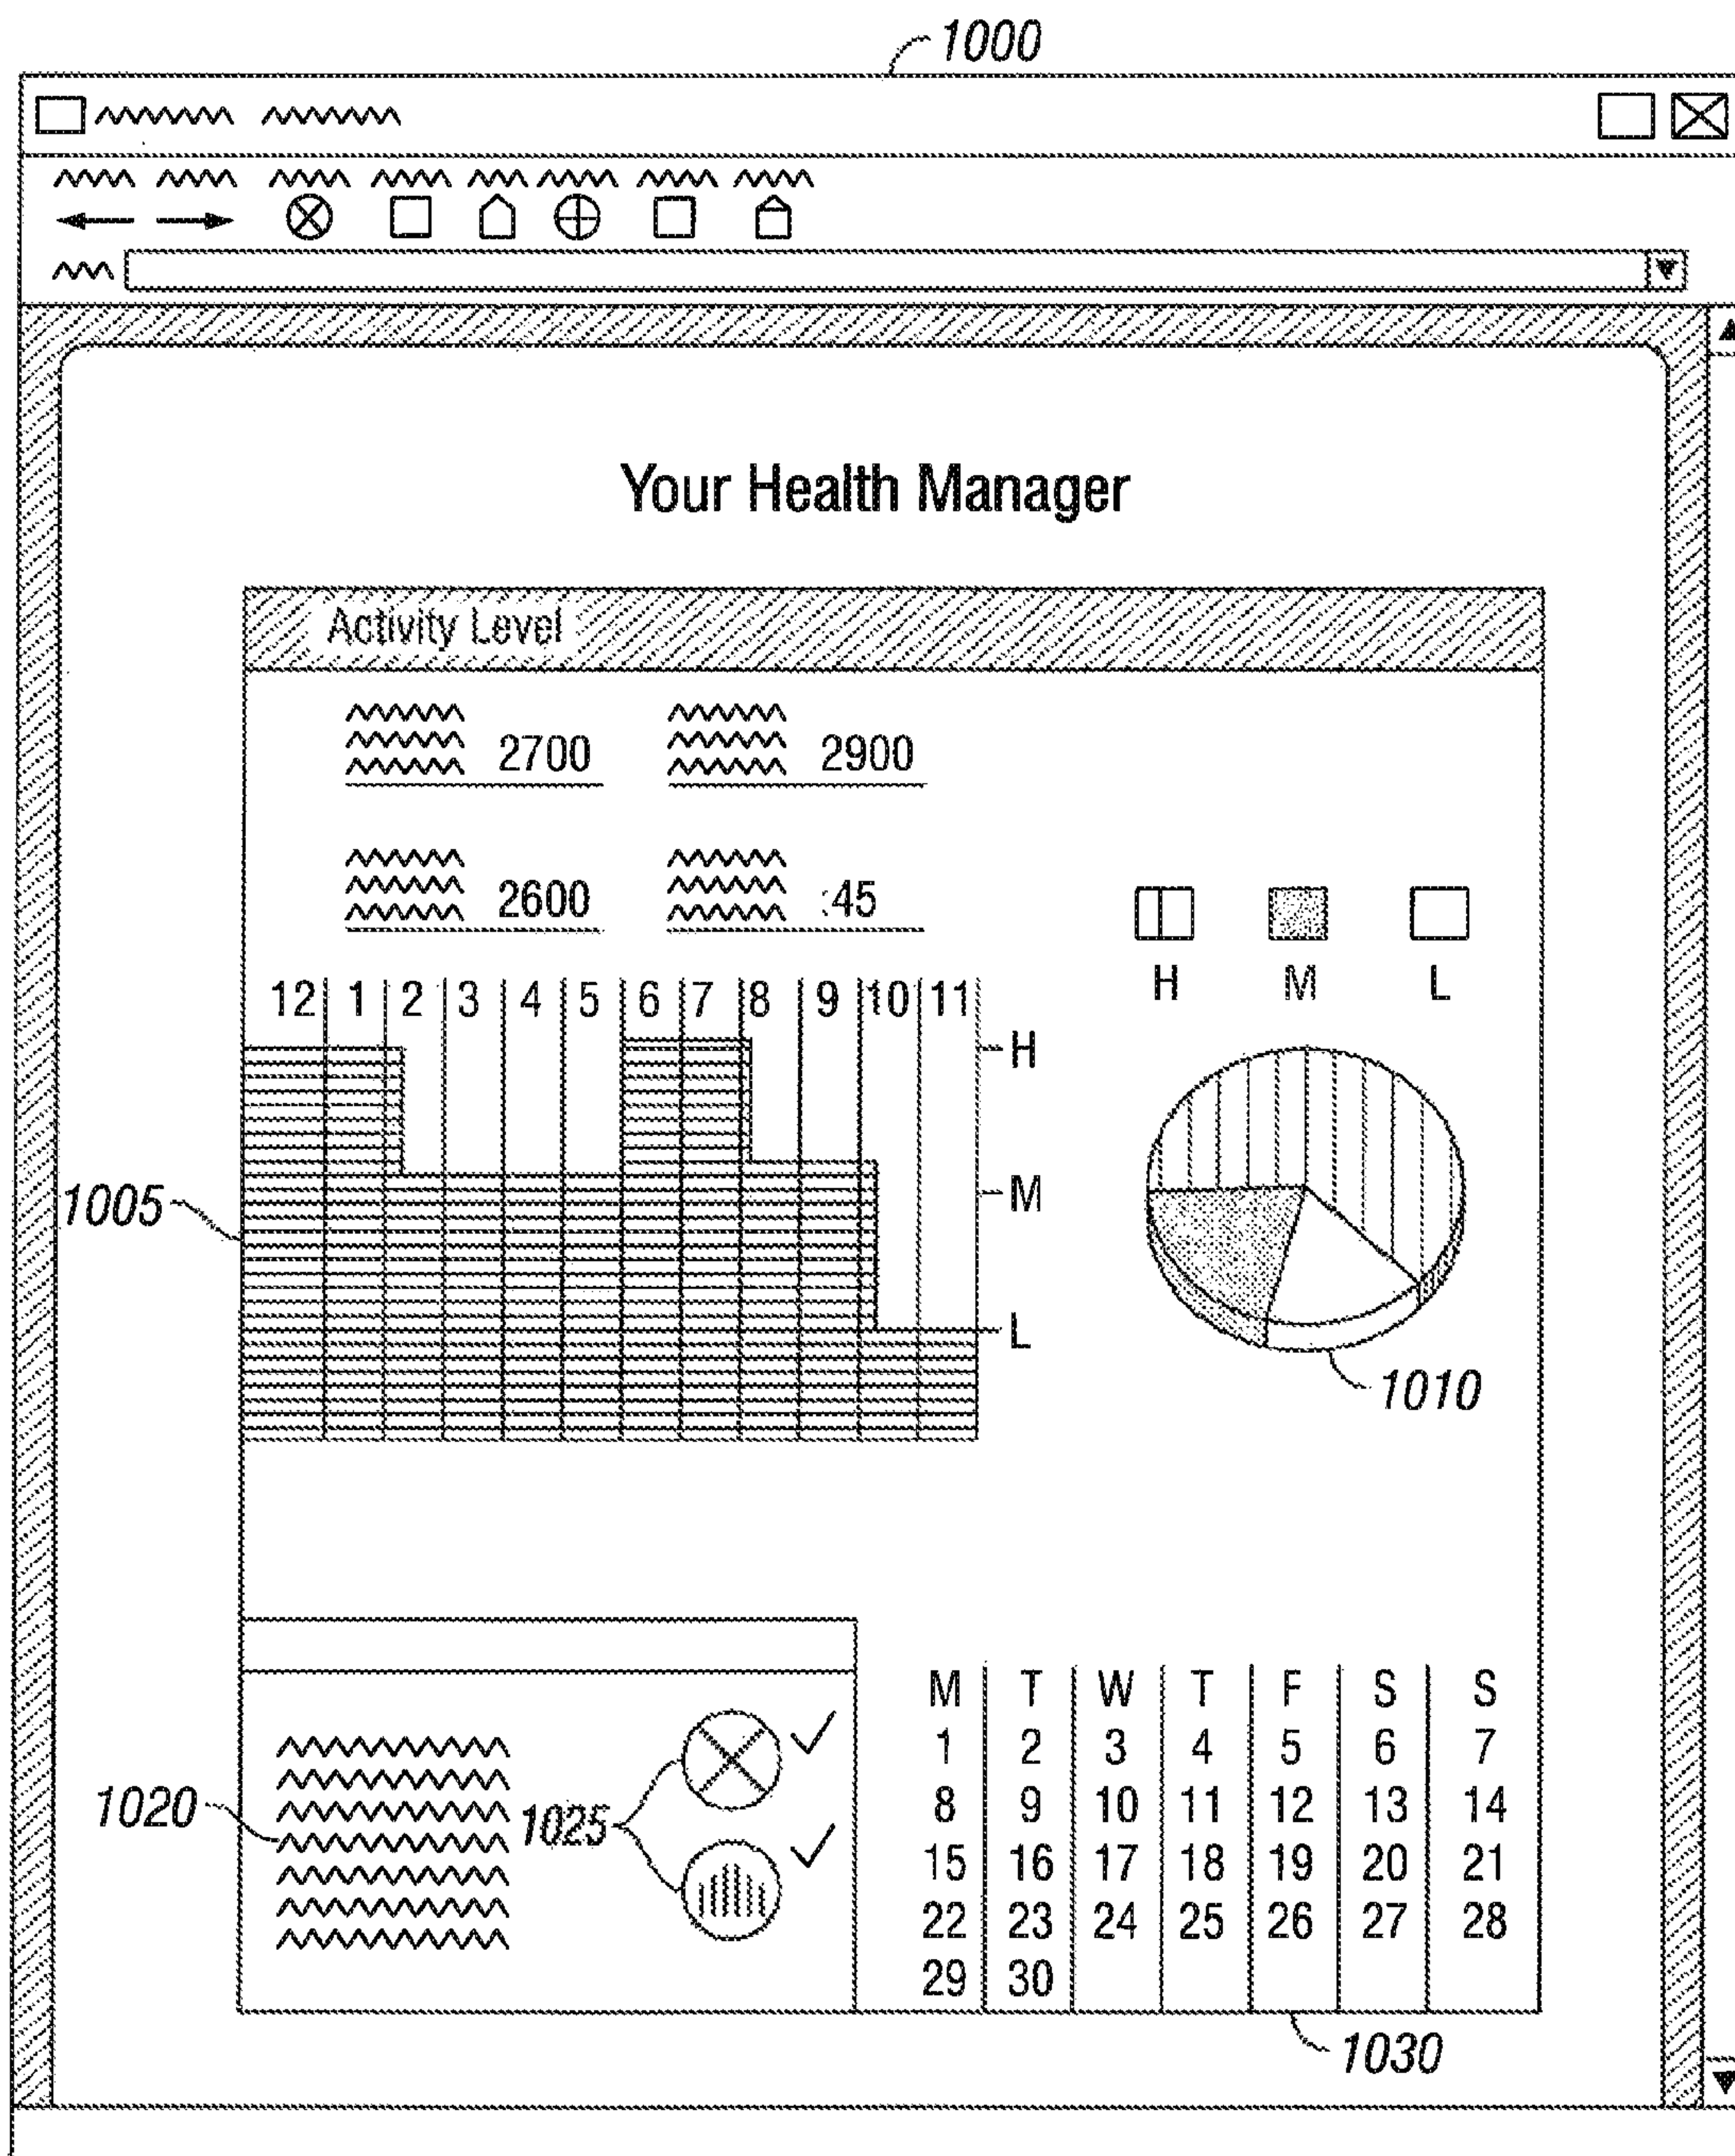 1000
Your Health Manager
Activity Level
2700 2900
2600 :45
H M L
12 1 2 3 4 5 6 7 8 9 10 11
H
M
L
1005
1010
1020
1025
M T W T F S S
1 2 3 4 5 6 7
8 9 10 11 12 13 14
15 16 17 18 19 20 21
22 23 24 25 26 27 28
29 30
1030